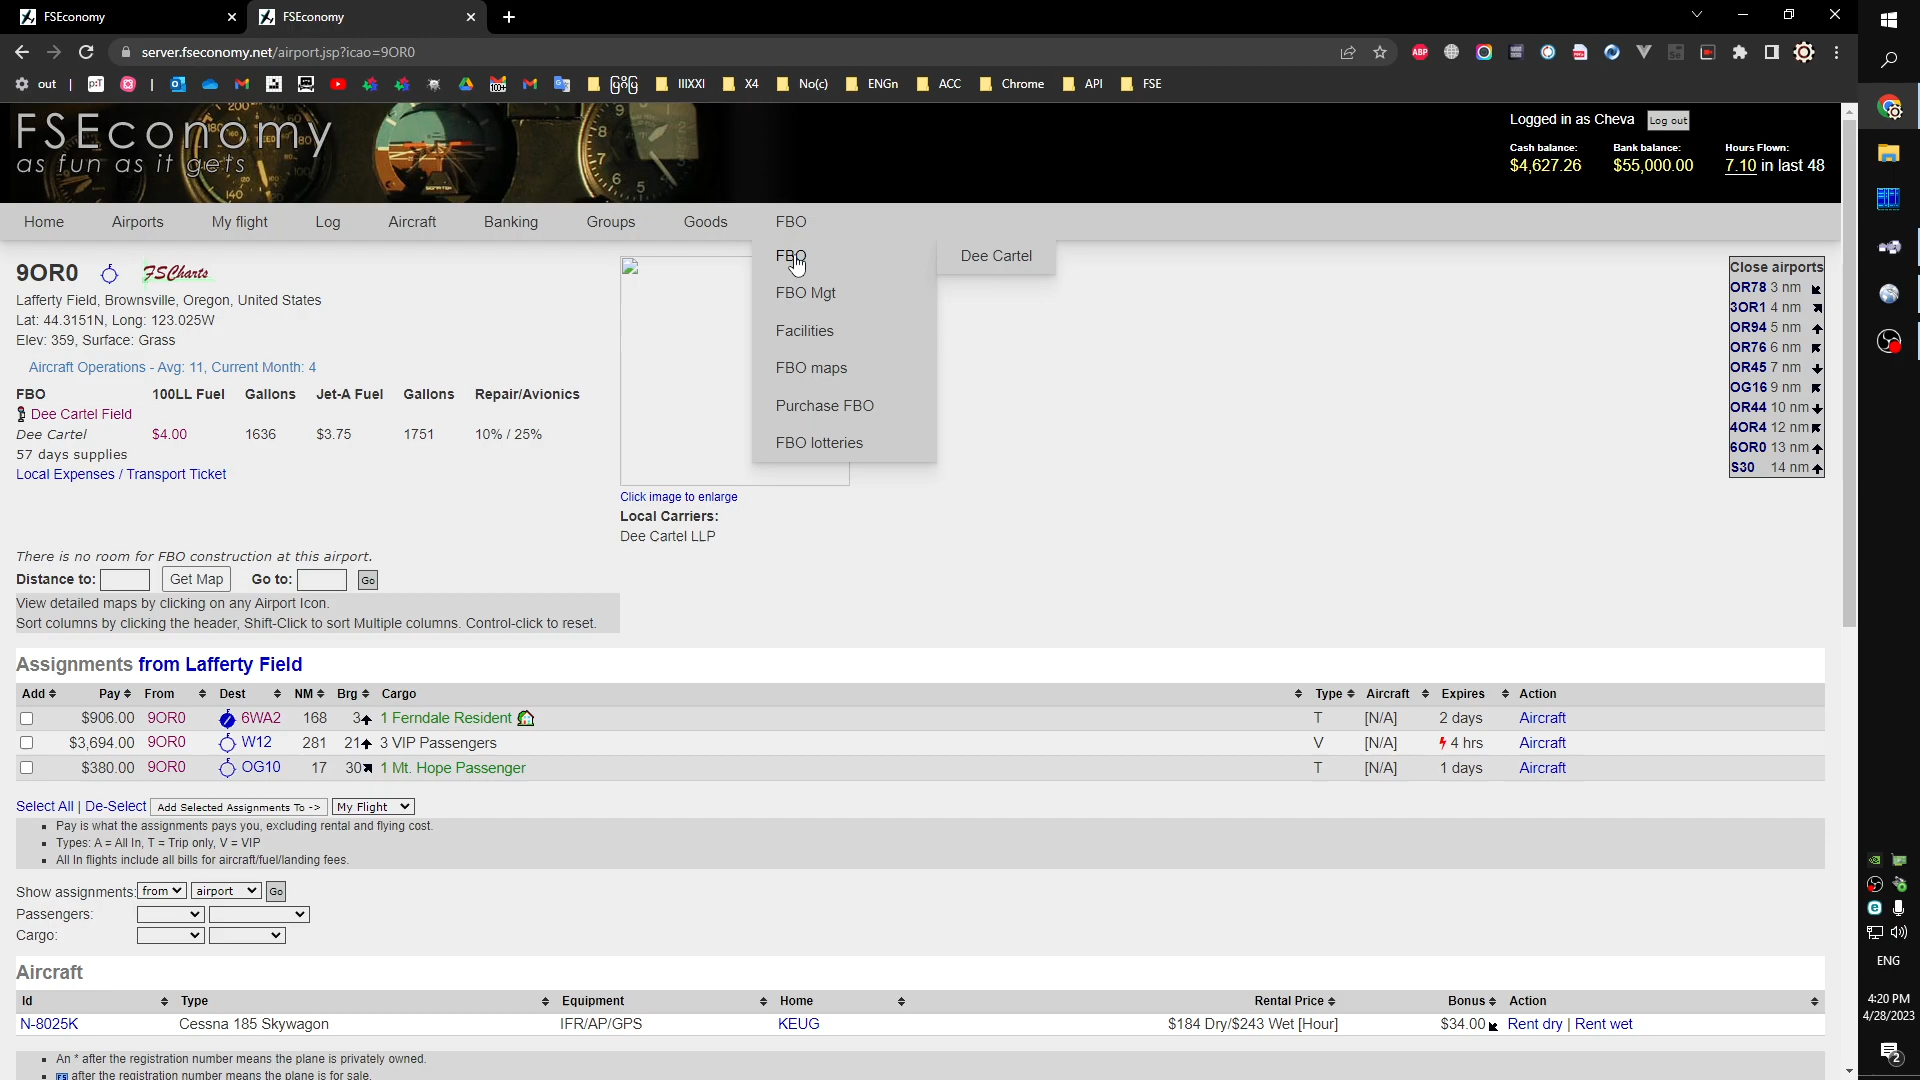 FSEconomy
FSEconomy
server.fseconomy.net/airport.jsp?icao=9OR0
out
|
IIIXXI
X4
No(c)
ENGn
ACC
Chrome
API
FSE
FSEconomy
as fun as it gets
Logged in as Cheva
Log out
Cash balance:
Bank balance:
Hours Flown:
$4,627.26
$55,000.00
7.10 in last 48
Home
Airports
My flight
Log
Aircraft
Banking
Groups
Goods
FBO
FBO
Dee Cartel
FBO Mgt
Facilities
FBO maps
Purchase FBO
FBO lotteries
9OR0
FSCharts
Lafferty Field, Brownsville, Oregon, United States
Lat: 44.3151N, Long: 123.025W
Elev: 359, Surface: Grass
Aircraft Operations - Avg: 11, Current Month: 4
FBO 100LL Fuel Gallons Jet-A Fuel Gallons Repair/Avionics
Dee Cartel Field
Dee Cartel $4.00 1636 $3.75 1751 10% / 25%
57 days supplies
Local Expenses / Transport Ticket
Click image to enlarge
Local Carriers:
Dee Cartel LLP
Close airports
OR78 3 nm
3OR1 4 nm
OR94 5 nm
OR76 6 nm
OR45 7 nm
OG16 9 nm
OR44 10 nm
4OR4 12 nm
6OR0 13 nm
S30 14 nm
There is no room for FBO construction at this airport.
Distance to: Get Map Go to: Go
View detailed maps by clicking on any Airport Icon.
Sort columns by clicking the header, Shift-Click to sort Multiple columns. Control-click to reset.
Assignments from Lafferty Field
Add Pay From Dest NM Brg Cargo Type Aircraft Expires Action
$906.00 9OR0 6WA2 168 3 1 Ferndale Resident T [N/A] 2 days Aircraft
$3,694.00 9OR0 W12 281 21 3 VIP Passengers V [N/A] 4 hrs Aircraft
$380.00 9OR0 OG10 17 30 1 Mt. Hope Passenger T [N/A] 1 days Aircraft
Select All | De-Select Add Selected Assignments To -> My Flight
Pay is what the assignments pays you, excluding rental and flying cost.
Types: A = All In, T = Trip only, V = VIP
All In flights include all bills for aircraft/fuel/landing fees.
Show assignments: from airport Go
Passengers:
Cargo:
Aircraft
Id Type Equipment Home Rental Price Bonus Action
N-8025K Cessna 185 Skywagon IFR/AP/GPS KEUG $184 Dry/$243 Wet [Hour] $34.00 Rent dry | Rent wet
An * after the registration number means the plane is privately owned.
FS after the registration number means the plane is for sale.
ENG
4:20 PM
4/28/2023
2